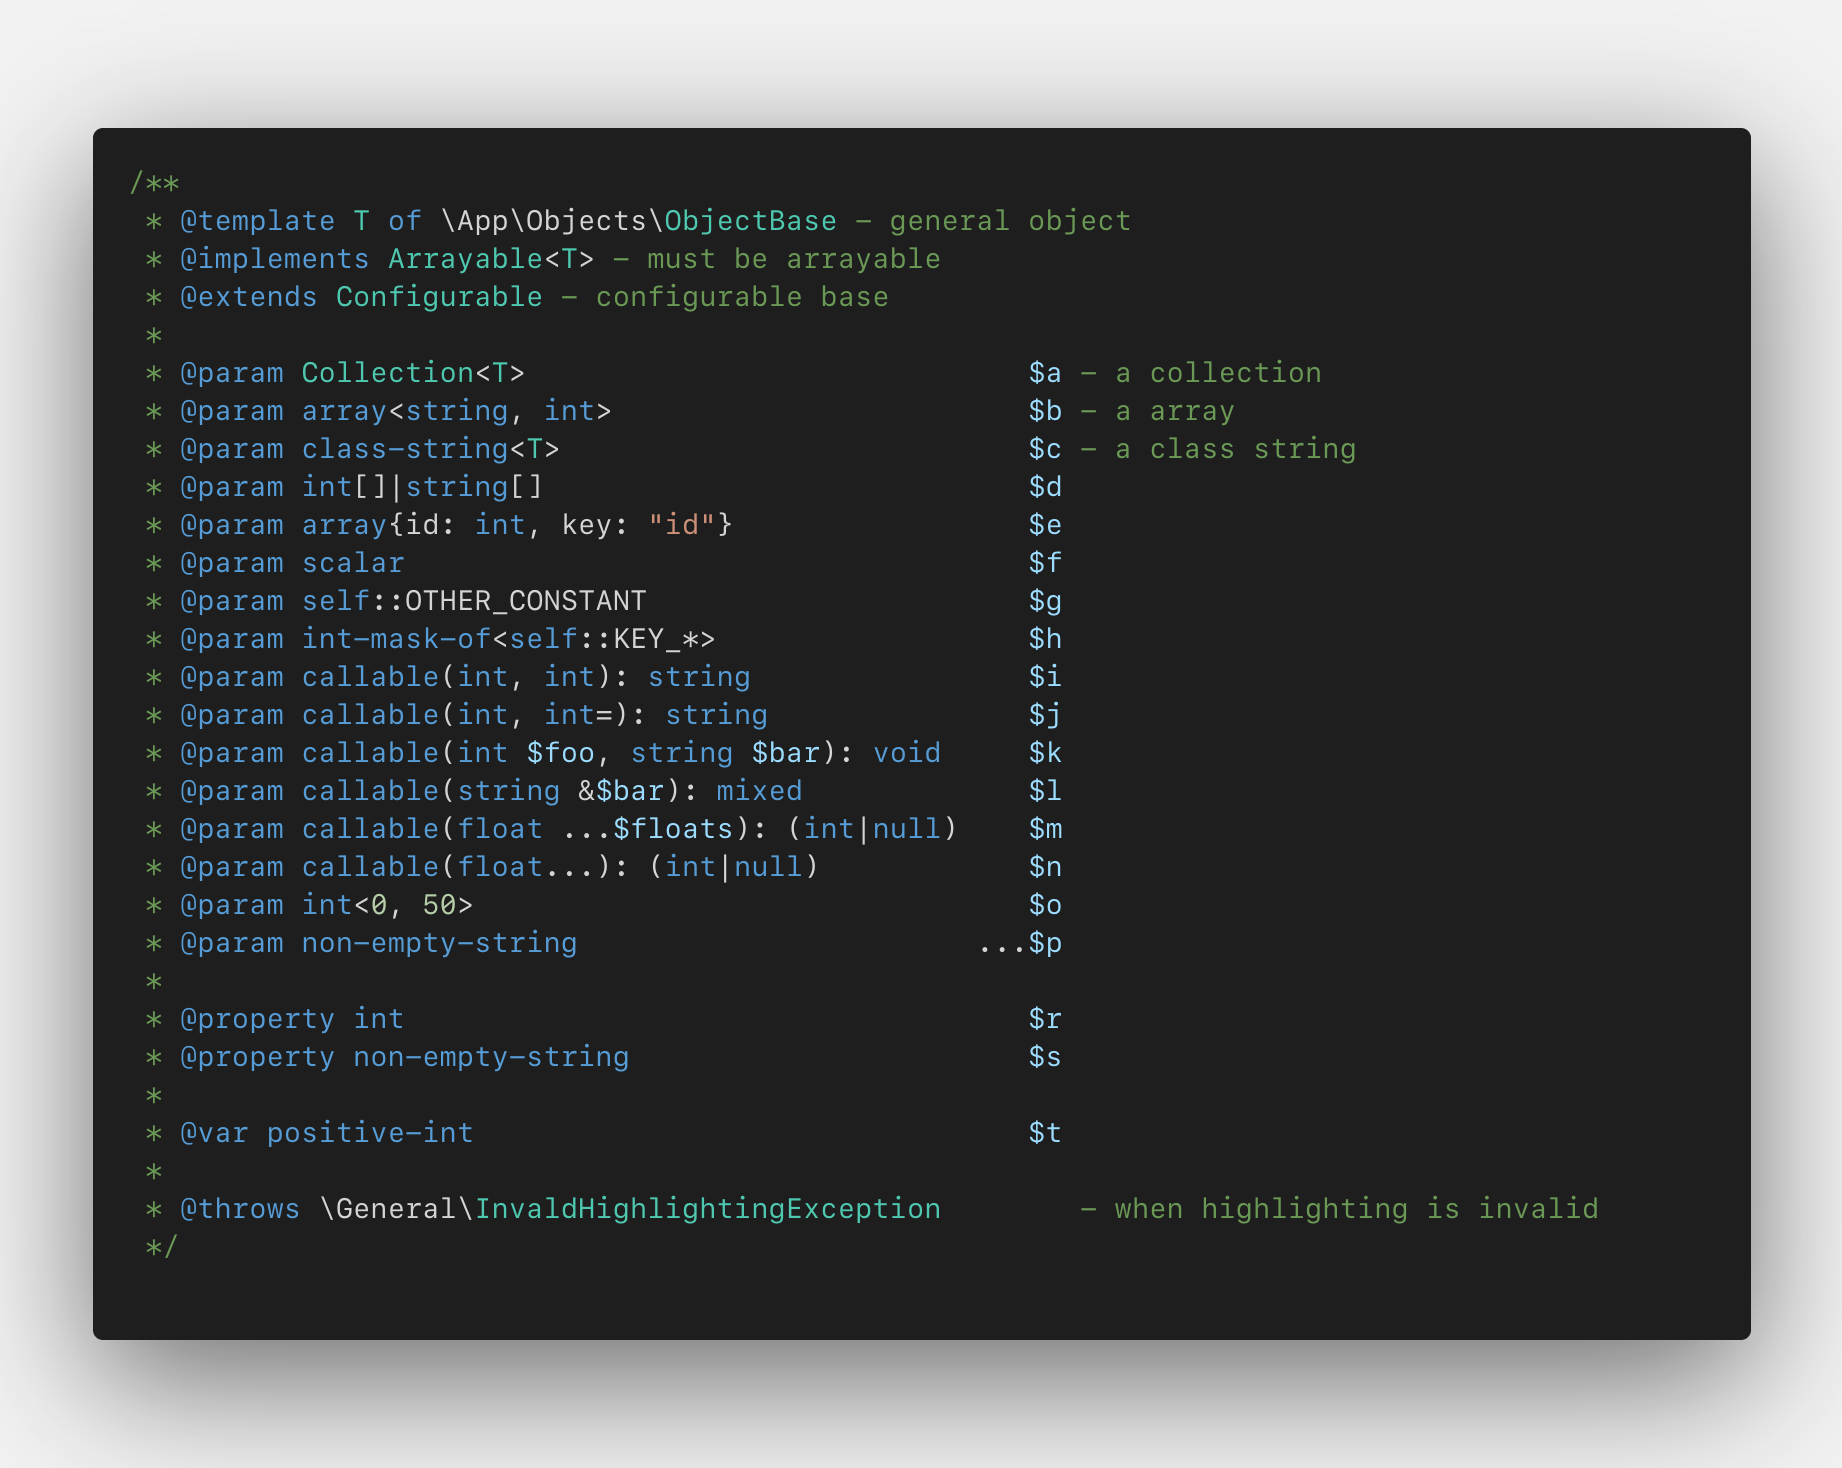 /**
 * @template T of \App\Objects\ObjectBase - general object
 * @implements Arrayable<T> - must be arrayable
 * @extends Configurable - configurable base
 *
 * @param Collection<T>                             $a - a collection
 * @param array<string, int>                        $b - a array
 * @param class-string<T>                           $c - a class string
 * @param int[]|string[]                            $d
 * @param array{id: int, key: "id"}                 $e
 * @param scalar                                    $f
 * @param self::OTHER_CONSTANT                      $g
 * @param int-mask-of<self::KEY_*>                  $h
 * @param callable(int, int): string                $i
 * @param callable(int, int=): string               $j
 * @param callable(int $foo, string $bar): void     $k
 * @param callable(string &$bar): mixed             $l
 * @param callable(float ...$floats): (int|null)    $m
 * @param callable(float...): (int|null)            $n
 * @param int<0, 50>                                $o
 * @param non-empty-string                       ...$p
 *
 * @property int                                    $r
 * @property non-empty-string                       $s
 *
 * @var positive-int                                $t
 *
 * @throws \General\InvaldHighlightingException        - when highlighting is invalid
 */